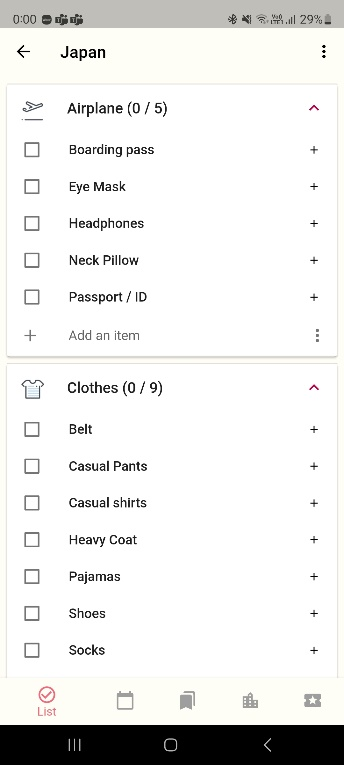 0:00
29%
Japan
Airplane (0 / 5)
Boarding pass
Eye Mask
Headphones
Neck Pillow
Passport / ID
Add an item
Clothes (0 / 9)
Belt
Casual Pants
Casual shirts
Heavy Coat
Pajamas
Shoes
Socks
List